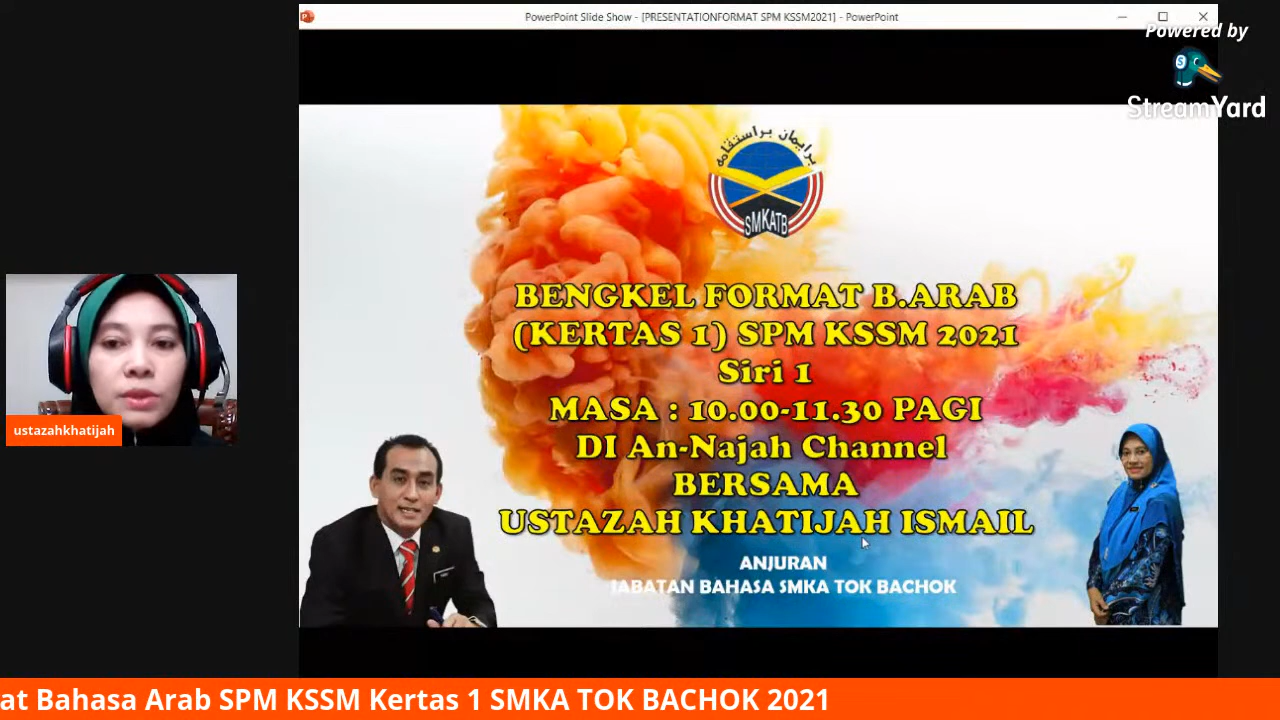 PowerPoint Slide Show - [PRESENTATIONFORMAT SPM KSSM2021] - PowerPoint
Powered by
StreamYard
برايمان براستقامه
SMKATB
BENGKEL FORMAT B.ARAB
(KERTAS 1) SPM KSSM 2021
Siri 1
MASA : 10.00-11.30 PAGI
DI An-Najah Channel
BERSAMA
USTAZAH KHATIJAH ISMAIL
ANJURAN
JABATAN BAHASA SMKA TOK BACHOK
ustazahkhatijah
at Bahasa Arab SPM KSSM Kertas 1 SMKA TOK BACHOK 2021